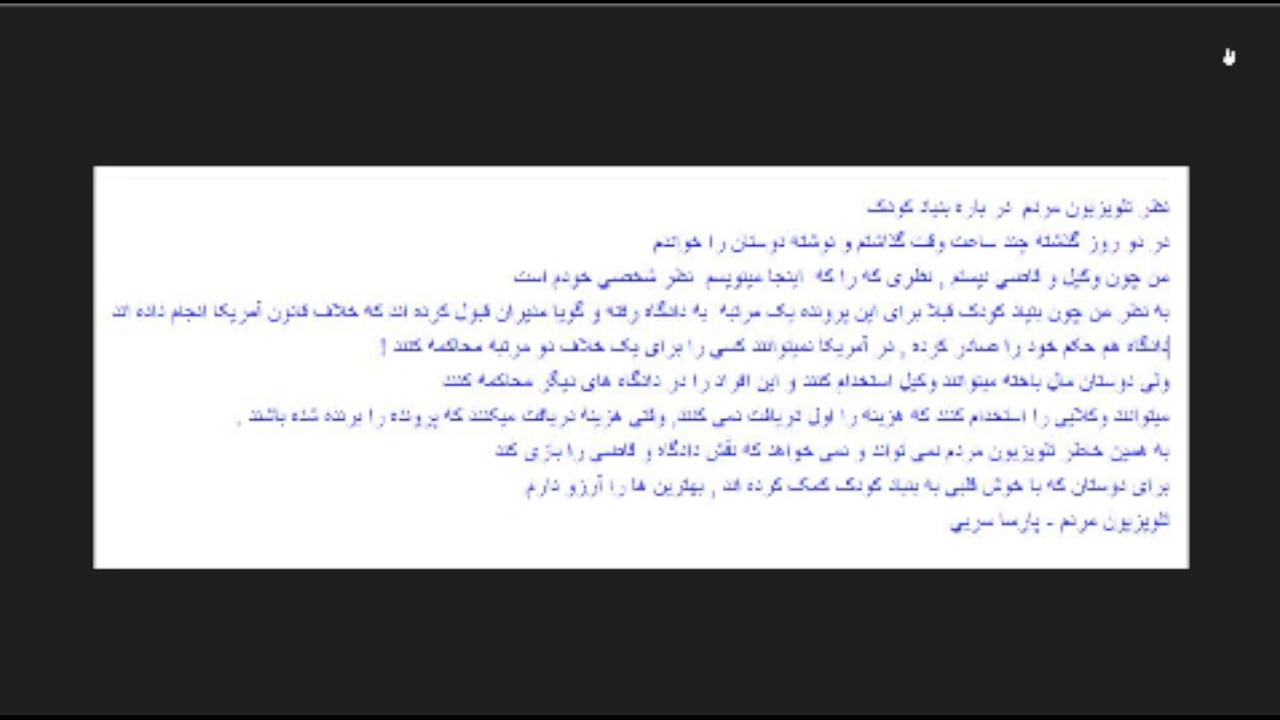 نظر تلویزیون مردم در باره بنیاد کودک
در دو روز گذشته چند ساعت وقت گذاشتم و نوشته دوستان را خواندم
من چون وکیل و قاضی نیستم , نظری که را که اینجا مینویسم نظر شخصی خودم است
به نظر من چون بنیاد کودک قبلا برای این پرونده یک مرتبه به دادگاه رفته و گویا مدیران قبول کرده اند که خلاف قانون آمریکا انجام داده اند
دادگاه هم حکم خود را صادر کرده , در آمریکا نمیتوانند کسی را برای یک خلاف دو مرتبه محاکمه کنند !
ولی دوستان مال باخته میتوانند وکیل استخدام کنند و این افراد را در دادگاه های دیگر محاکمه کنند
میتوانند وکلایی را استخدام کنند که هزینه را اول دریافت نمی کنند, وقتی هزینه دریافت میکنند که پرونده را برنده شده باشند ,
به همین خاطر تلویزیون مردم نمی تواند و نمی خواهد که نقش دادگاه و قاضی را بازی کند
برای دوستان که با خوش قلبی به بنیاد کودک کمک کرده اند , بهترین ها را آرزو دارم
تلویزیون مردم - پارسا سربی